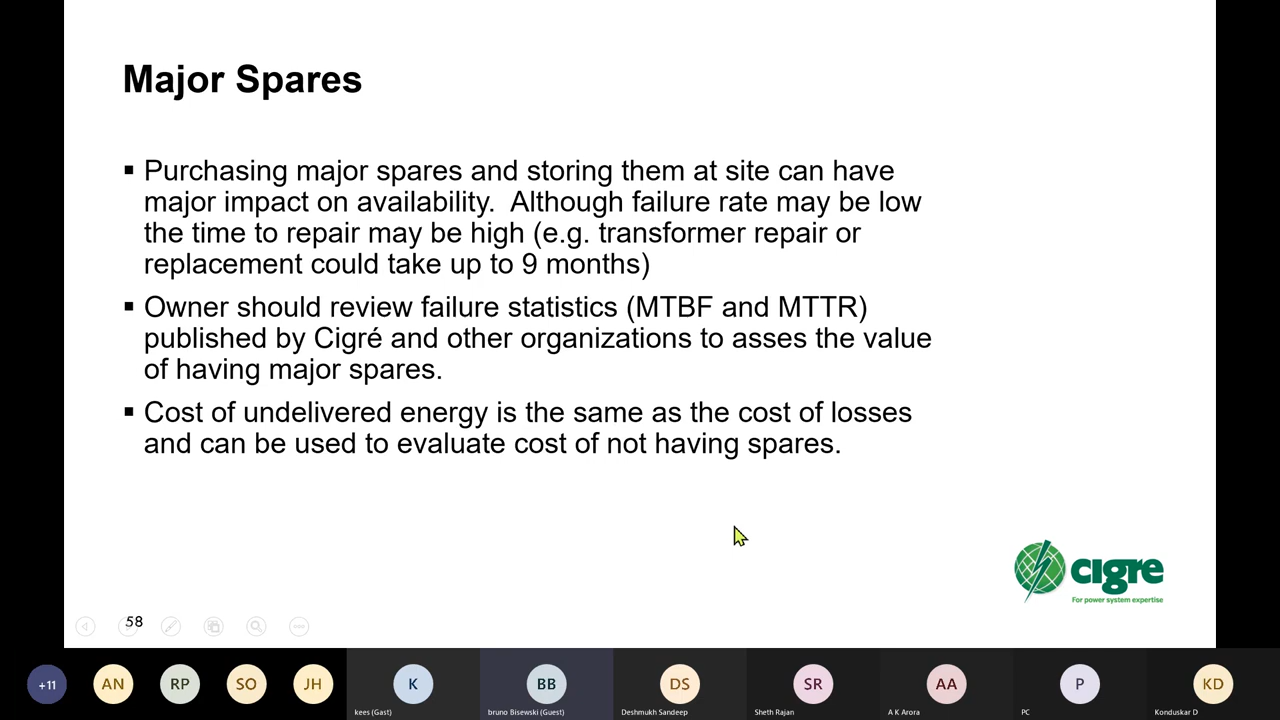 Major Spares
▪ Purchasing major spares and storing them at site can have
major impact on availability.  Although failure rate may be low
the time to repair may be high (e.g. transformer repair or
replacement could take up to 9 months)
▪ Owner should review failure statistics (MTBF and MTTR)
published by Cigré and other organizations to asses the value
of having major spares.
▪ Cost of undelivered energy is the same as the cost of losses
and can be used to evaluate cost of not having spares.
cigre
For power system expertise
58
+11
AN
RP
SO
JH
K
BB
DS
SR
AA
P
KD
kees (Gast)
bruno Bisewski (Guest)
Deshmukh Sandeep
Sheth Rajan
A K Arora
PC
Konduskar D